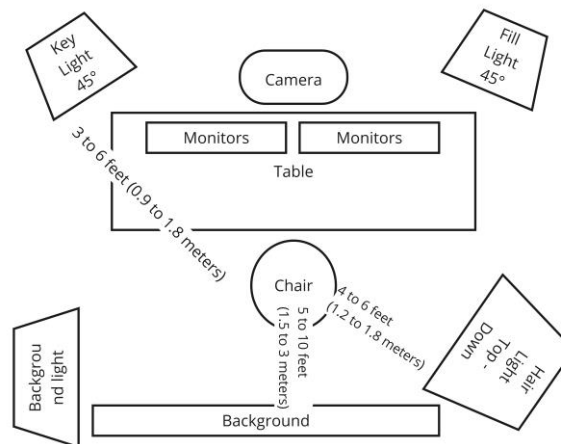 Key
Light
45°
Camera
Fill
Light
45°
Monitors
Monitors
Table
3 to 6 feet (0.9 to 1.8 meters)
Chair
4 to 6 feet
(1.2 to 1.8 meters)
5 to 10 feet
(1.5 to 3 meters)
Backgrou
nd light
Hair
Light
Top -
Down
Background